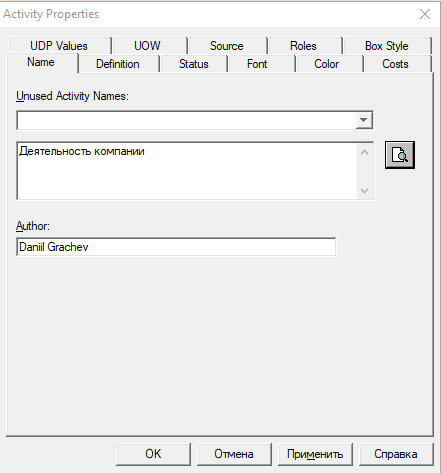 Activity Properties
UDP Values UOW Source Roles Box Style
Name Definition Status Font Color Costs
Unused Activity Names:
Деятельность компании
Author:
Daniil Grachev
OK Отмена Применить Справка